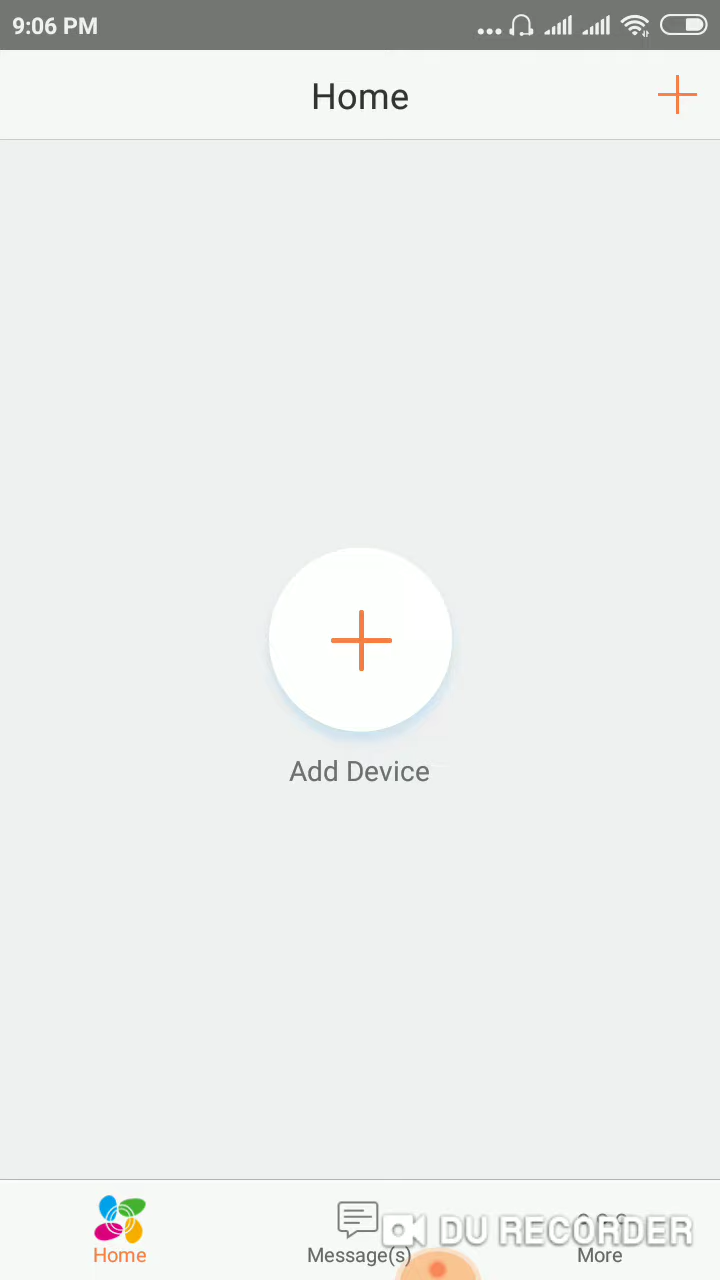 9:06 PM
Home
Add Device
Home
Message(s)
More
DU RECORDER